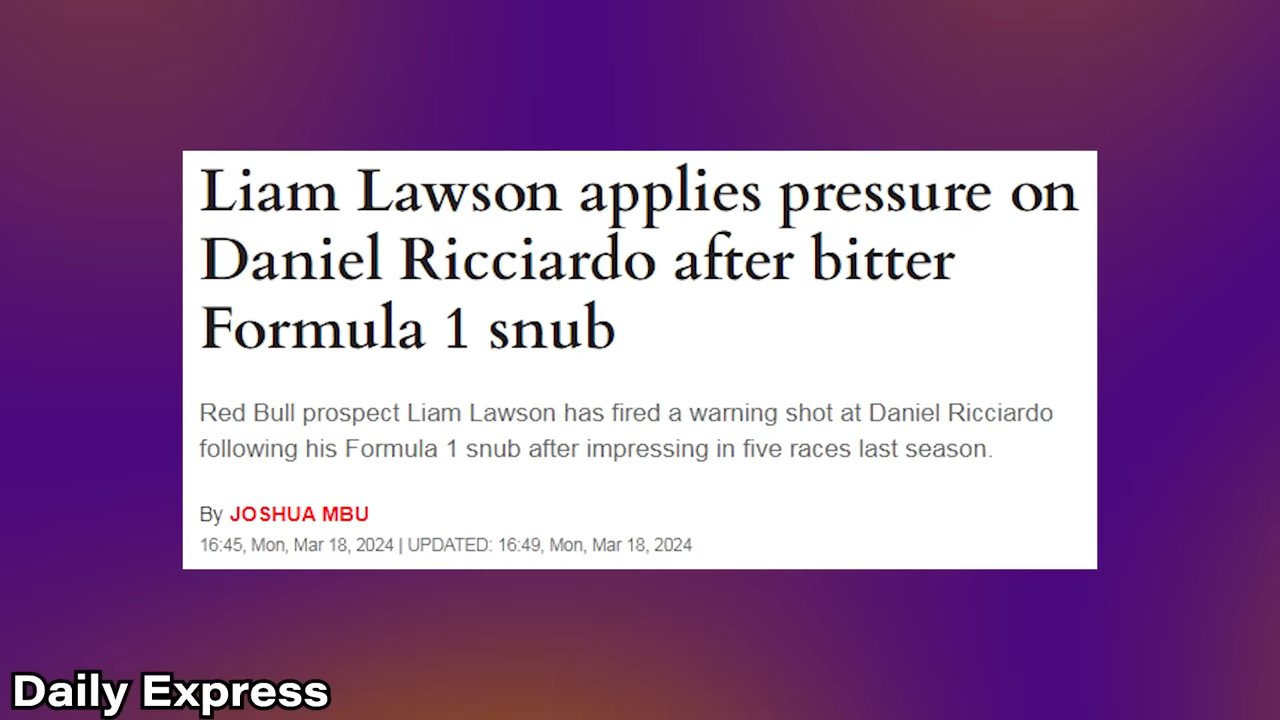 Liam Lawson applies pressure on
Daniel Ricciardo after bitter
Formula 1 snub
Red Bull prospect Liam Lawson has fired a warning shot at Daniel Ricciardo
following his Formula 1 snub after impressing in five races last season.
By JOSHUA MBU
16:45, Mon, Mar 18, 2024 | UPDATED: 16:49, Mon, Mar 18, 2024
Daily Express